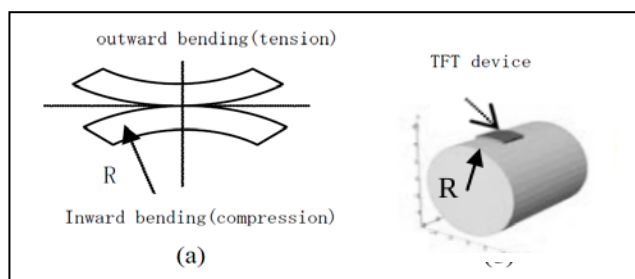 outward bending(tension)
R
Inward bending(compression)
(a)
TFT device
R